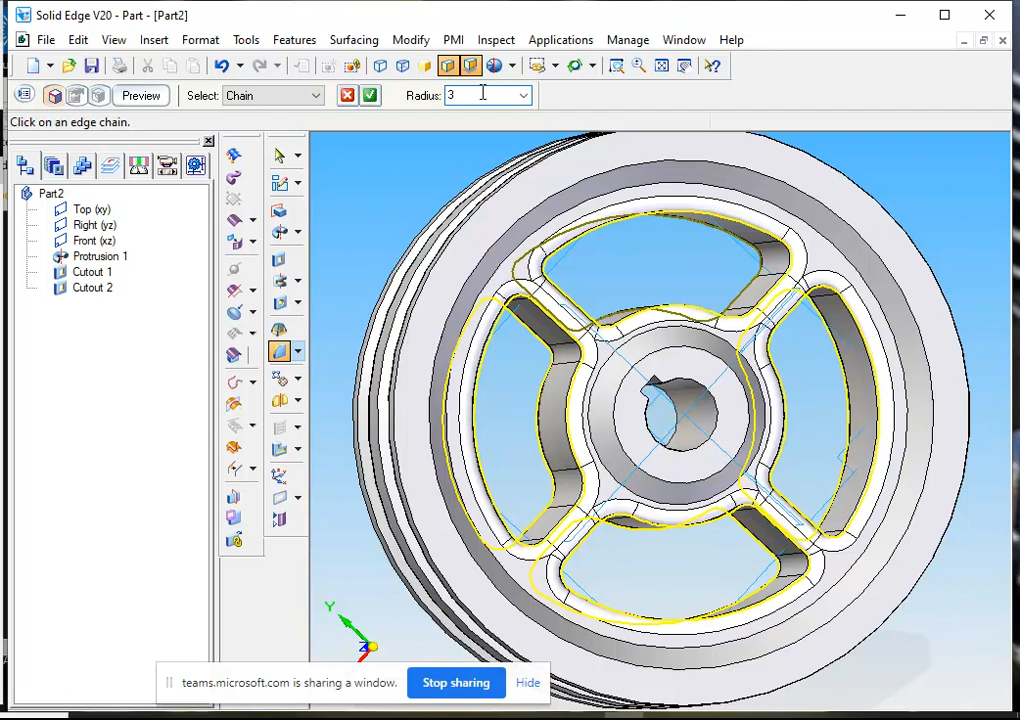 Solid Edge V20 - Part - [Part2]
File Edit View Insert Format Tools Features Surfacing Modify PMI Inspect Applications Manage Window Help
Preview Select: Chain Radius: 3
Click on an edge chain.
Part2
Top (xy)
Right (yz)
Front (xz)
Protrusion 1
Cutout 1
Cutout 2
Y
Z
teams.microsoft.com is sharing a window. Stop sharing Hide